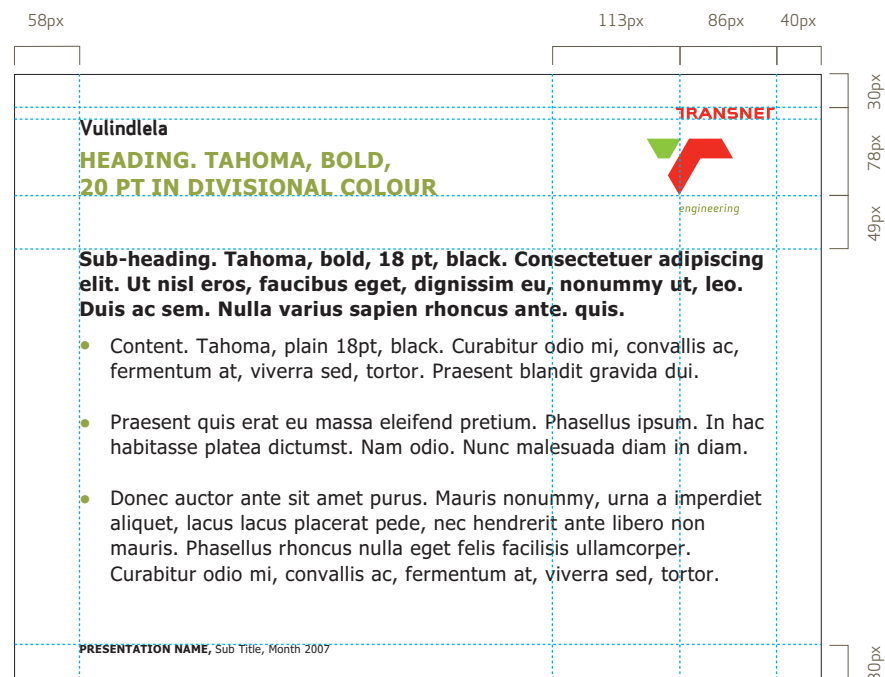 58px
113px
86px
40px
30px
TRANSNET
Vulindlela
HEADING. TAHOMA, BOLD,
20 PT IN DIVISIONAL COLOUR
78px
engineering
49px
Sub-heading. Tahoma, bold, 18 pt, black. Consectetuer adipiscing
elit. Ut nisl eros, faucibus eget, dignissim eu, nonummy ut, leo.
Duis ac sem. Nulla varius sapien rhoncus ante. quis.
• Content. Tahoma, plain 18pt, black. Curabitur odio mi, convallis ac,
fermentum at, viverra sed, tortor. Praesent blandit gravida dui.
• Praesent quis erat eu massa eleifend pretium. Phasellus ipsum. In hac
habitasse platea dictumst. Nam odio. Nunc malesuada diam in diam.
• Donec auctor ante sit amet purus. Mauris nonummy, urna a imperdiet
aliquet, lacus lacus placerat pede, nec hendrerit ante libero non
mauris. Phasellus rhoncus nulla eget felis facilisis ullamcorper.
Curabitur odio mi, convallis ac, fermentum at, viverra sed, tortor.
PRESENTATION NAME, Sub Title, Month 2007
30px